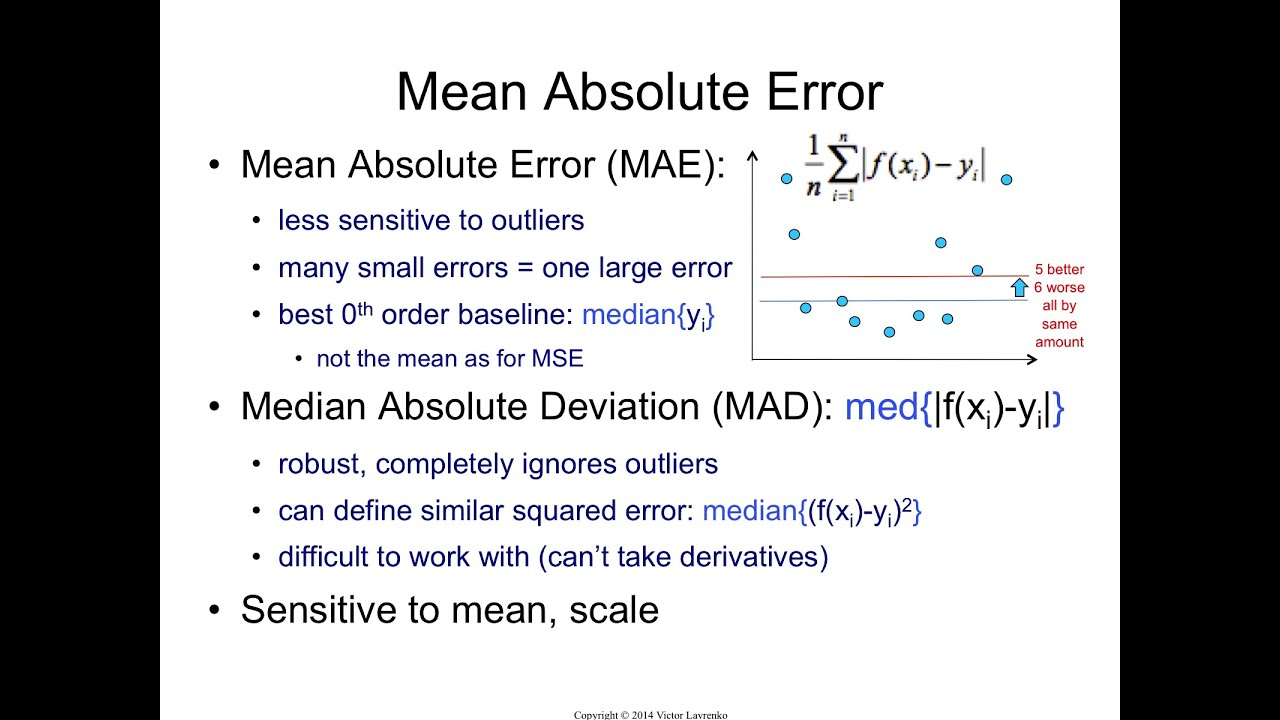 Mean Absolute Error
• Mean Absolute Error (MAE):
• less sensitive to outliers
• many small errors = one large error
• best 0th order baseline: median{yi}
• not the mean as for MSE
1/n ∑i=1n |f(xi) − yi|
5 better
6 worse
all by
same
amount
• Median Absolute Deviation (MAD): med{|f(xi)-yi|}
• robust, completely ignores outliers
• can define similar squared error: median{(f(xi)-yi)2}
• difficult to work with (can’t take derivatives)
• Sensitive to mean, scale
Copyright © 2014 Victor Lavrenko